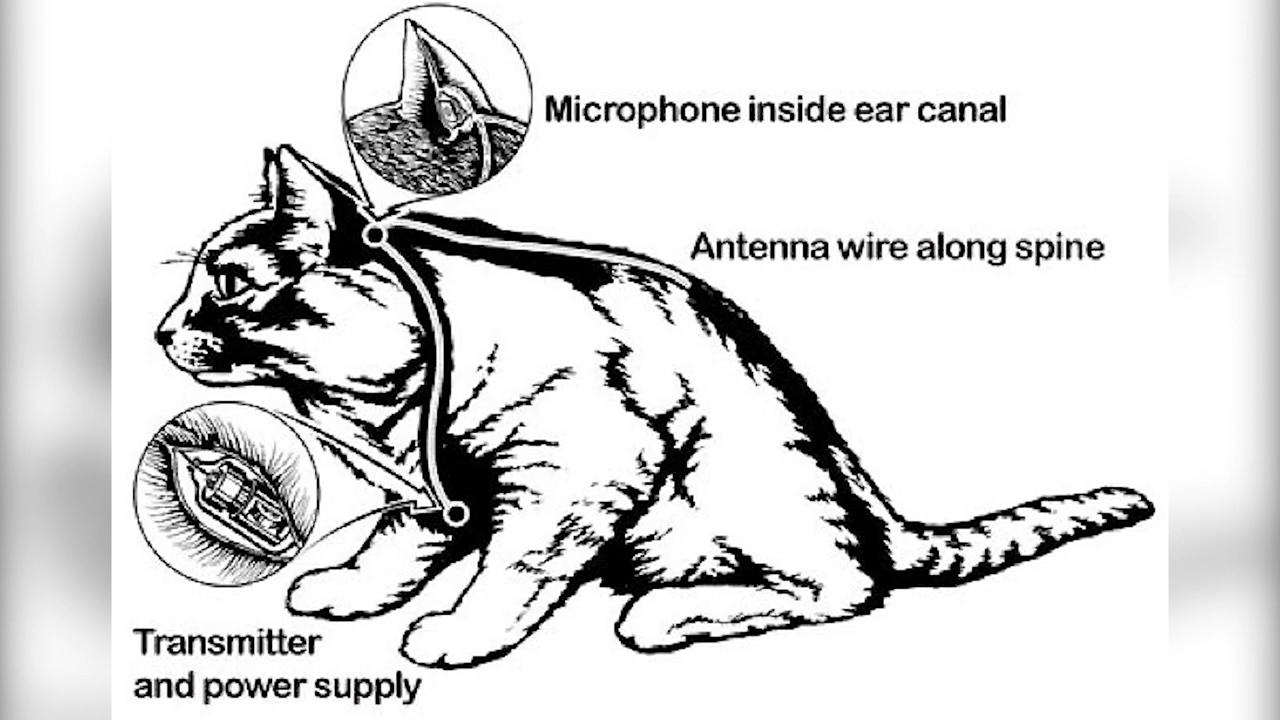 Microphone inside ear canal
Antenna wire along spine
Transmitter
and power supply